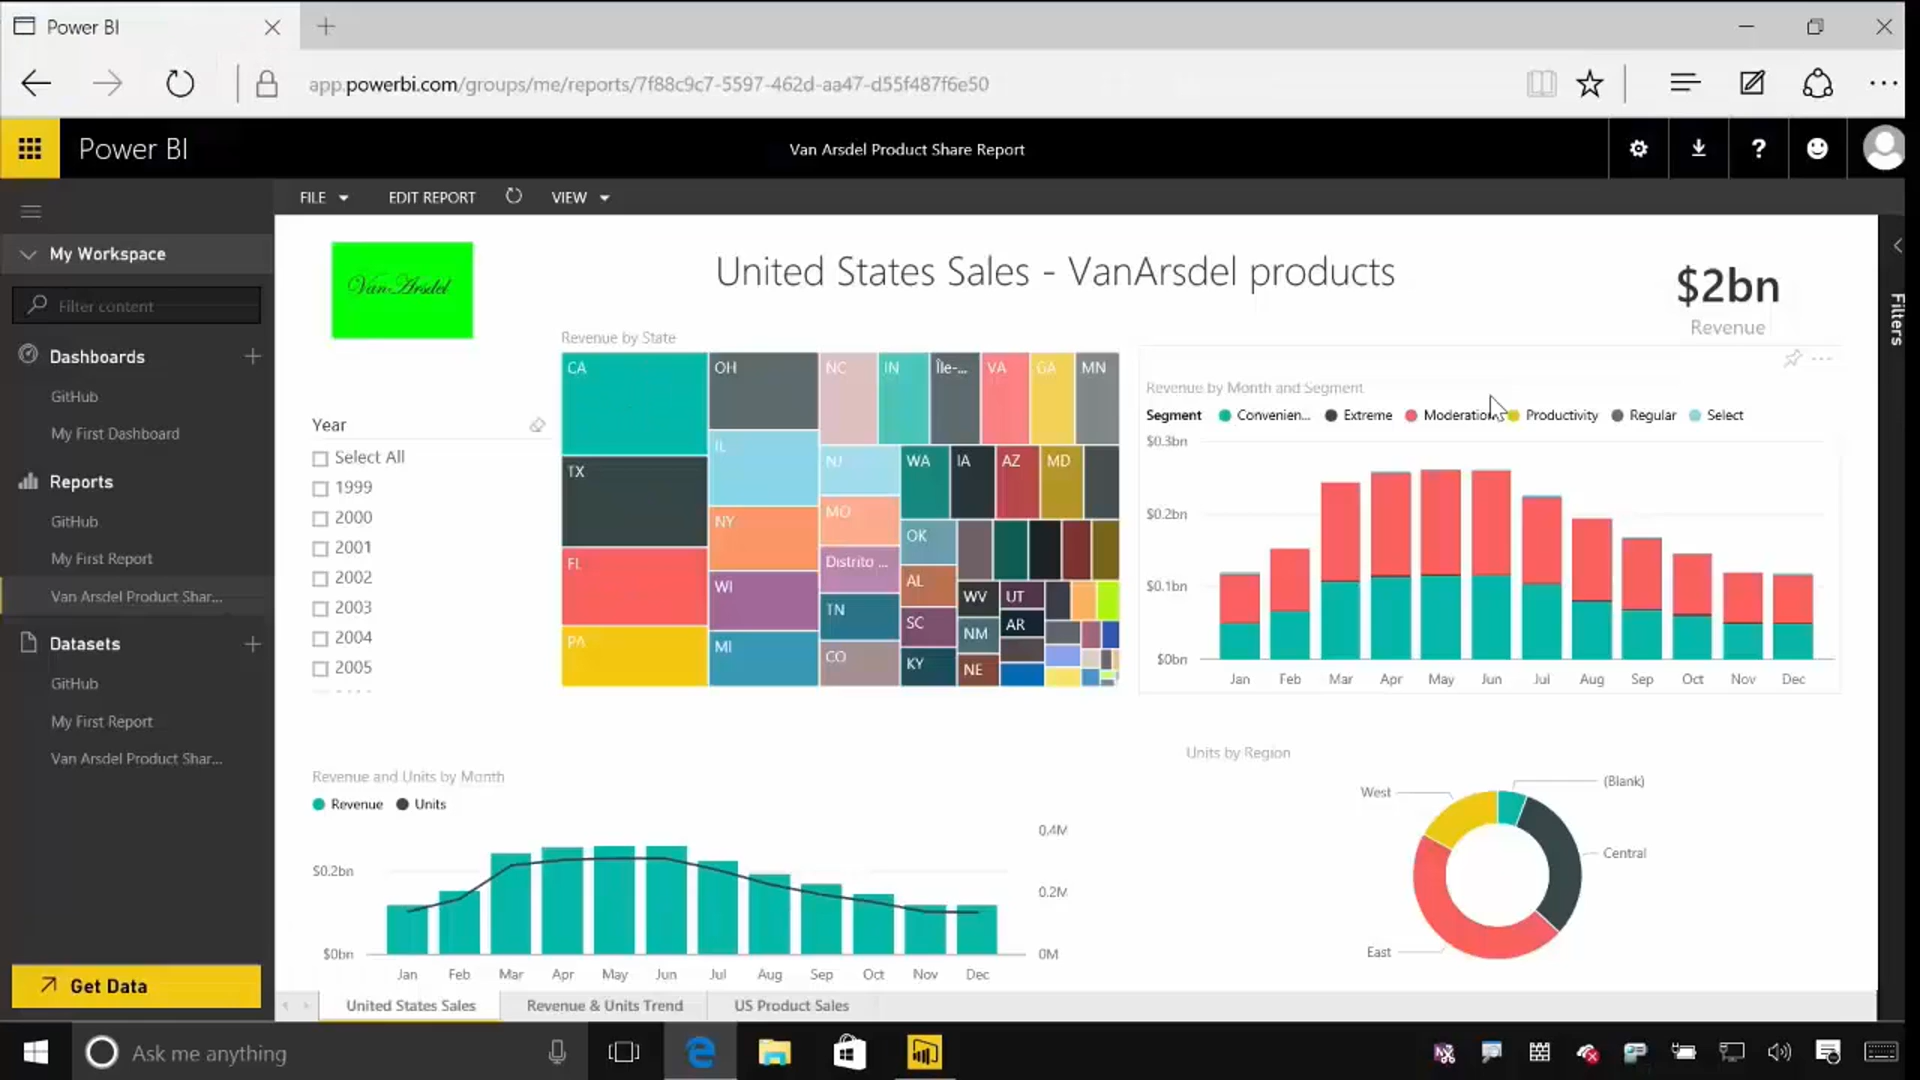 Power BI
app.powerbi.com/groups/me/reports/7f88c9c7-5597-462d-aa47-d55f487f6e50
Power BI
Van Arsdel Product Share Report
?
FILE
EDIT REPORT
VIEW
My Workspace
Filter content
Dashboards
GitHub
My First Dashboard
Reports
GitHub
My First Report
Van Arsdel Product Shar...
Datasets
GitHub
My First Report
Van Arsdel Product Shar...
Get Data
VanArsdel
United States Sales - VanArsdel products
$2bn
Revenue
Filters
Year
Select All
1999
2000
2001
2002
2003
2004
2005
Revenue by State
CA
TX
FL
PA
OH
IL
NY
WI
MI
NC
IN
Île-...
VA
GA
MN
NJ
MO
Distrito ...
TN
CO
WA
IA
AZ
MD
OK
AL
SC
KY
WV
NM
NE
UT
AR
Revenue by Month and Segment
Segment Convenien... Extreme Moderation Productivity Regular Select
$0.3bn
$0.2bn
$0.1bn
$0bn
Jan Feb Mar Apr May Jun Jul Aug Sep Oct Nov Dec
Revenue and Units by Month
Revenue Units
$0.2bn
$0bn
0.4M
0.2M
0M
Jan Feb Mar Apr May Jun Jul Aug Sep Oct Nov Dec
Units by Region
(Blank)
West
Central
East
United States Sales
Revenue & Units Trend
US Product Sales
Ask me anything